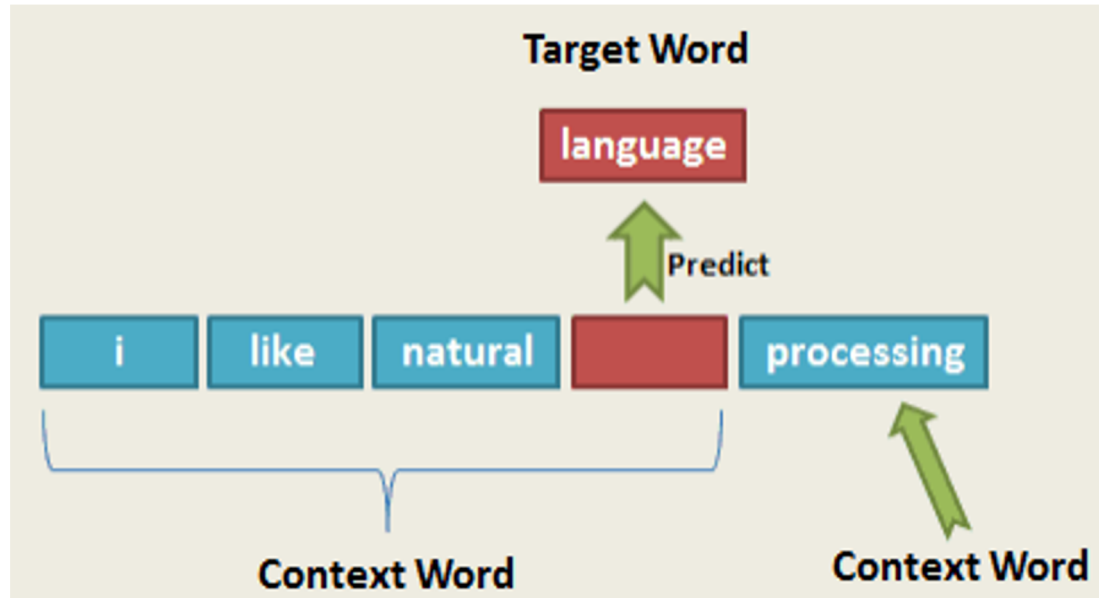 Target Word
language
Predict
i like natural processing
Context Word
Context Word